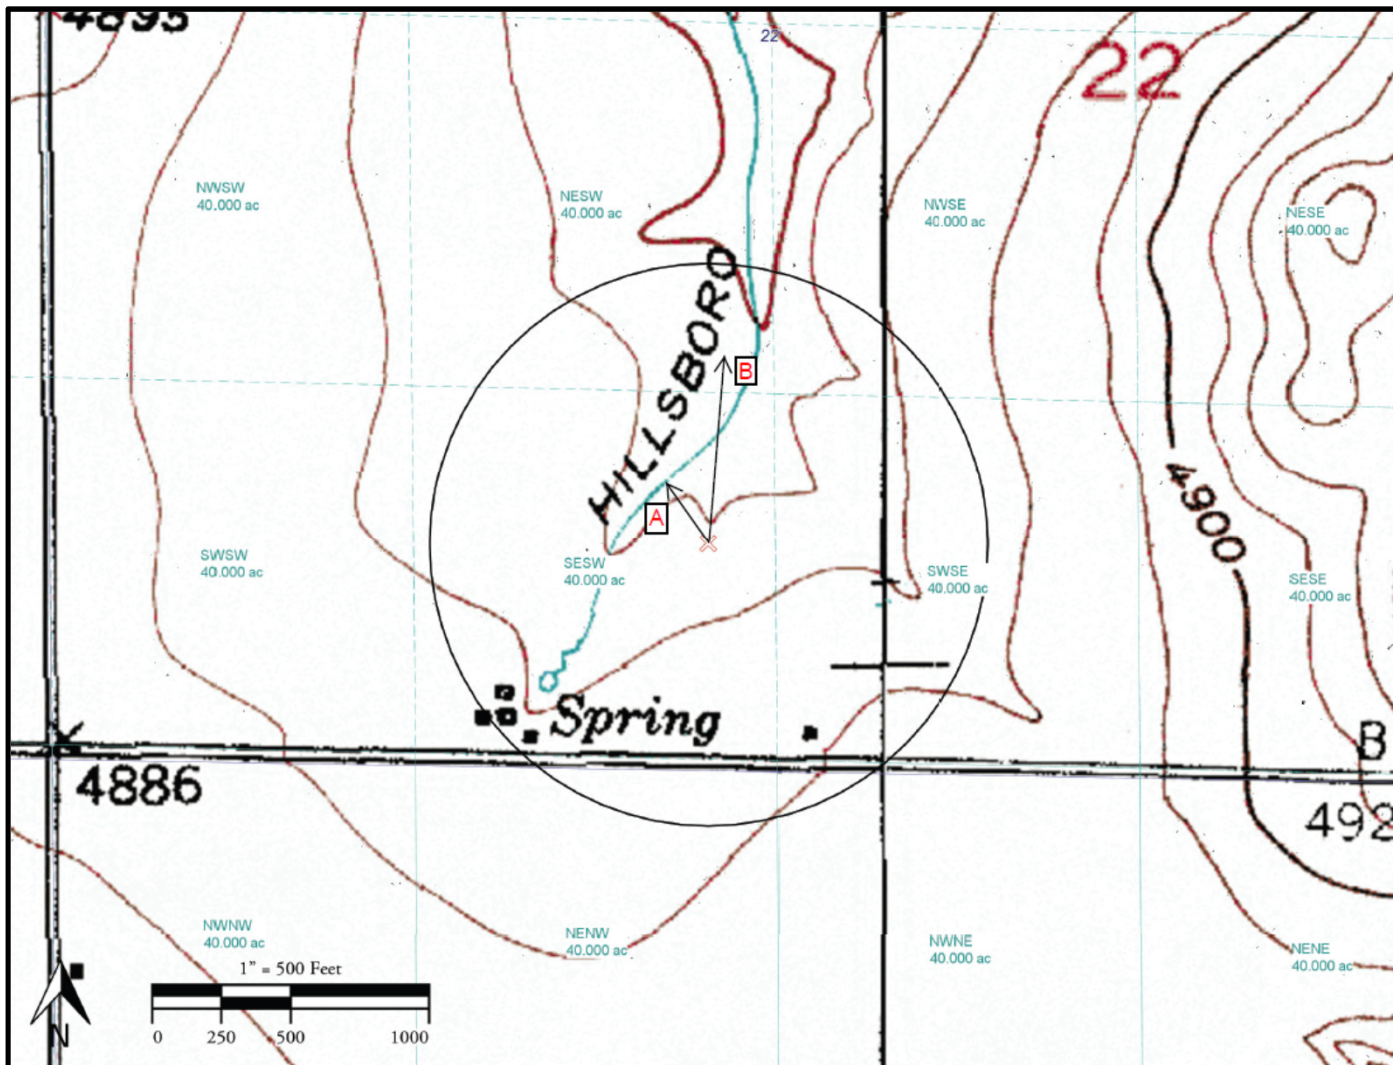 4893
22
22
NWSW
40.000 ac
NESW
40.000 ac
NWSE
40.000 ac
NESE
40.000 ac
HILLSBORO
B
A
4900
SWSW
40.000 ac
SESW
40.000 ac
SWSE
40.000 ac
SESE
40.000 ac
Spring
4886
B
492
NWNW
40.000 ac
NENW
40.000 ac
NWNE
40.000 ac
NENE
40.000 ac
1" = 500 Feet
0 250 500 1000
N